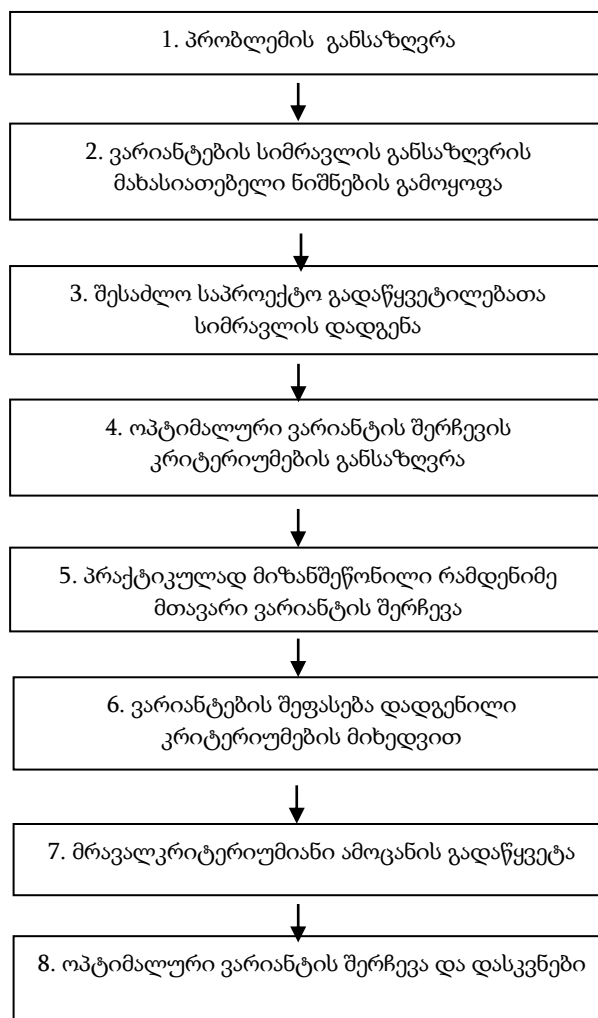 1. პრობლემის განსაზღვრა
2. ვარიანტების სიმრავლის განსაზღვრის
მახასიათებელი ნიშნების გამოყოფა
3. შესაძლო საპროექტო გადაწყვეტილებათა
სიმრავლის დადგენა
4. ოპტიმალური ვარიანტის შერჩევის
კრიტერიუმების განსაზღვრა
5. პრაქტიკულად მიზანშეწონილი რამდენიმე
მთავარი ვარიანტის შერჩევა
6. ვარიანტების შეფასება დადგენილი
კრიტერიუმების მიხედვით
7. მრავალკრიტერიუმიანი ამოცანის გადაწყვეტა
8. ოპტიმალური ვარიანტის შერჩევა და დასკვნები